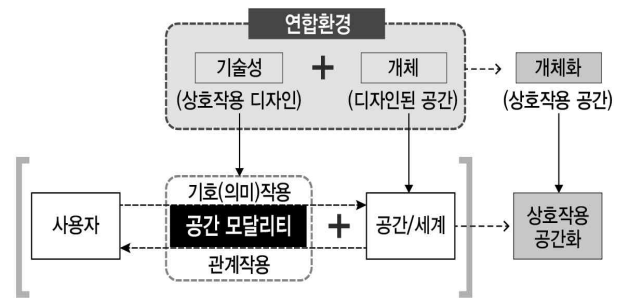 연합환경
기술성 + 개체 개체화
(상호작용 디자인) (디자인된 공간) (상호작용 공간)
기호(의미)작용
사용자 공간 모달리티 + 공간/세계 상호작용
공간화
관계작용